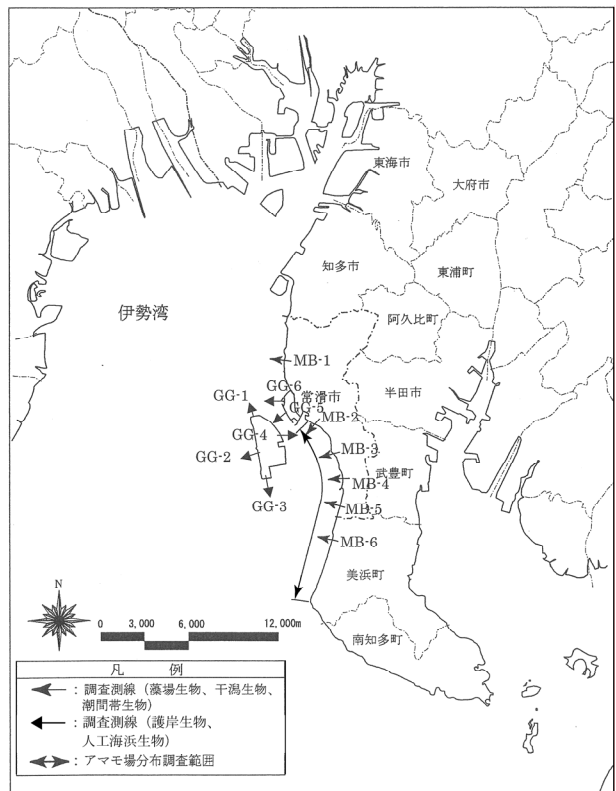 東海市
大府市
知多市
東浦町
阿久比町
伊勢湾
MB-1
GG-6
常滑市
半田市
GG-1
GG-5
MB-2
GG-4
MB-3
GG-2
武豊町
MB-4
GG-3
MB-5
MB-6
美浜町
N
0 3,000 6,000 12,000m
南知多町
凡 例
：調査測線（藻場生物、干潟生物、
潮間帯生物）
：調査測線（護岸生物、
人工海浜生物）
：アマモ場分布調査範囲